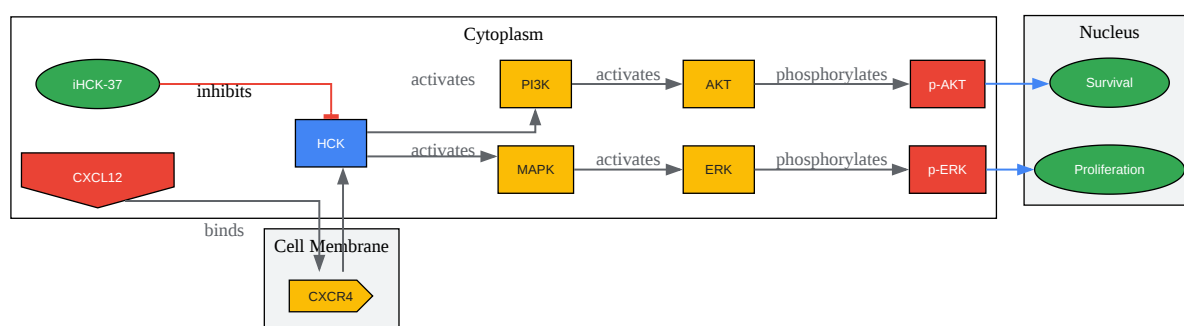 Cytoplasm
Nucleus
iHCK-37
inhibits
activates
PI3K
activates
AKT
phosphorylates
p-AKT
Survival
HCK
activates
MAPK
activates
ERK
phosphorylates
p-ERK
Proliferation
CXCL12
binds
Cell Membrane
CXCR4